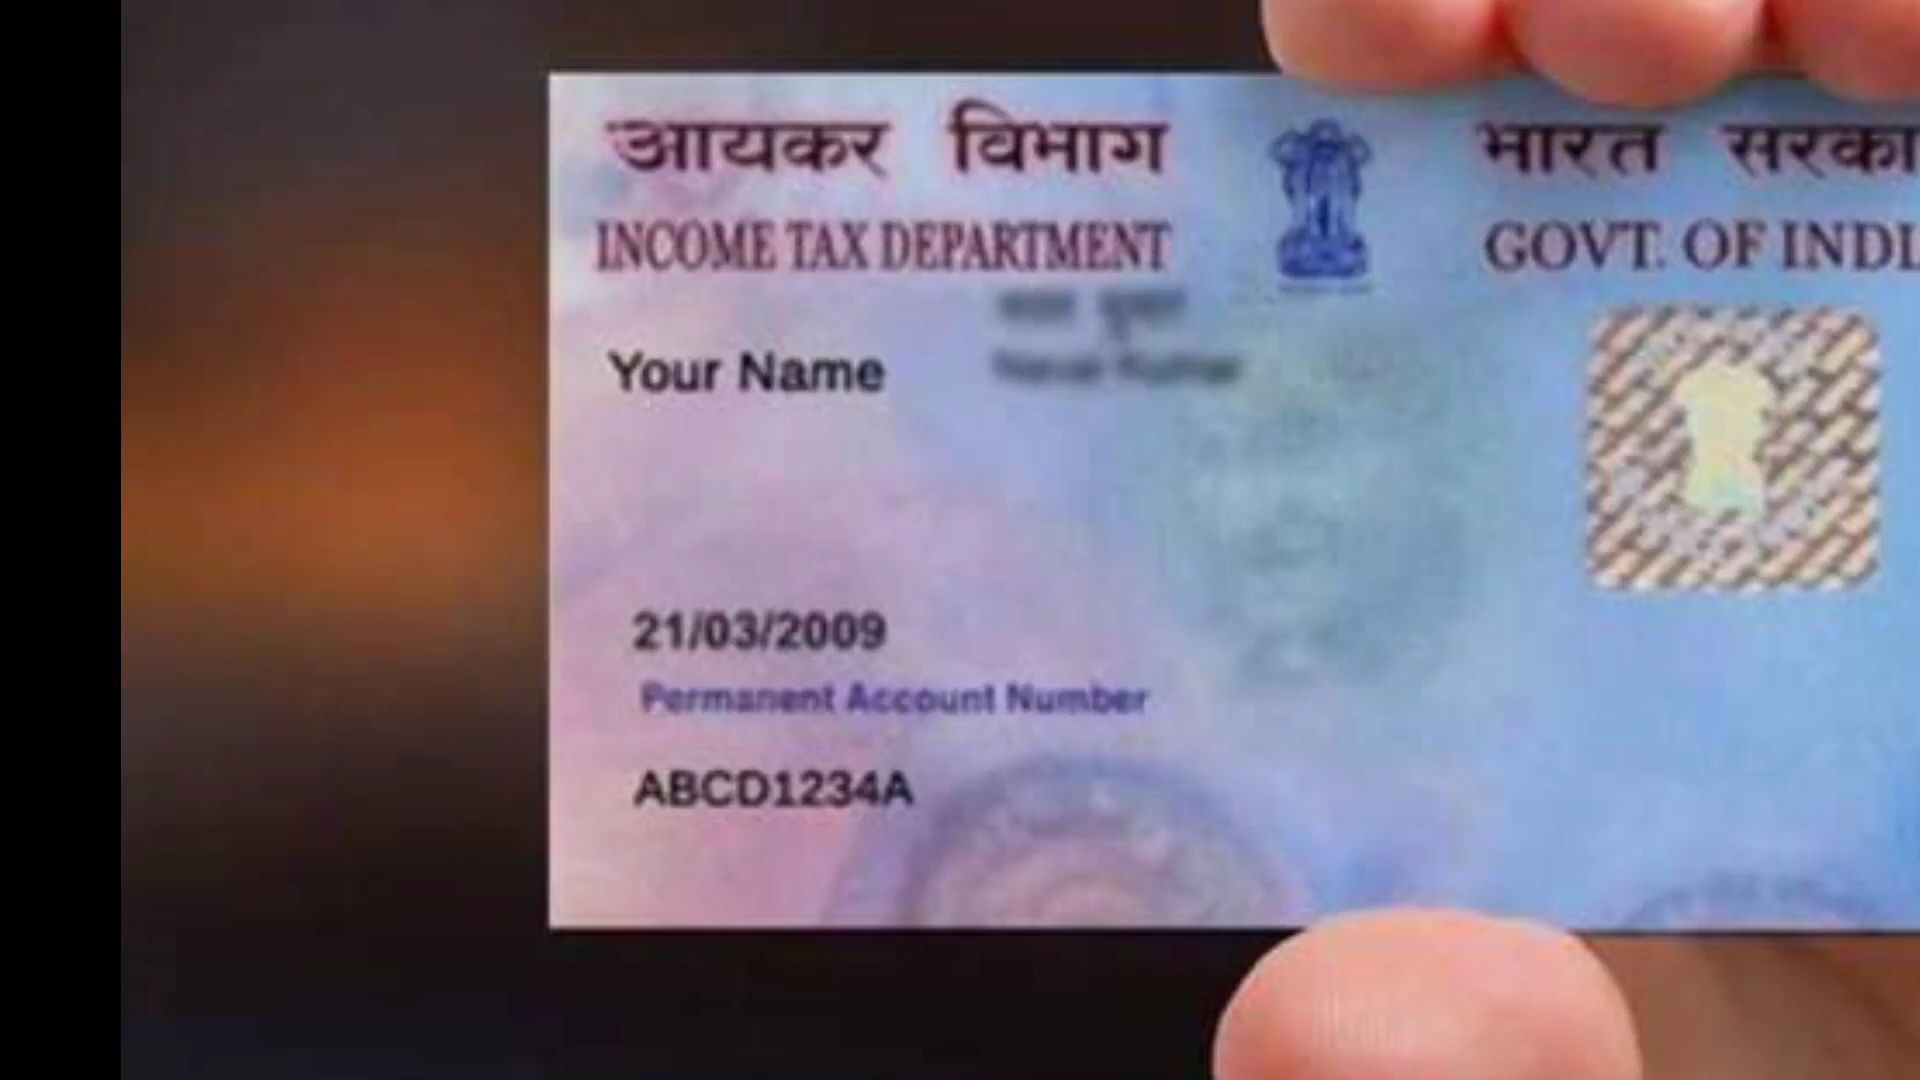 आयकर विभाग
INCOME TAX DEPARTMENT
भारत सरका
GOVT. OF INDI
Your Name
21/03/2009
Permanent Account Number
ABCD1234A